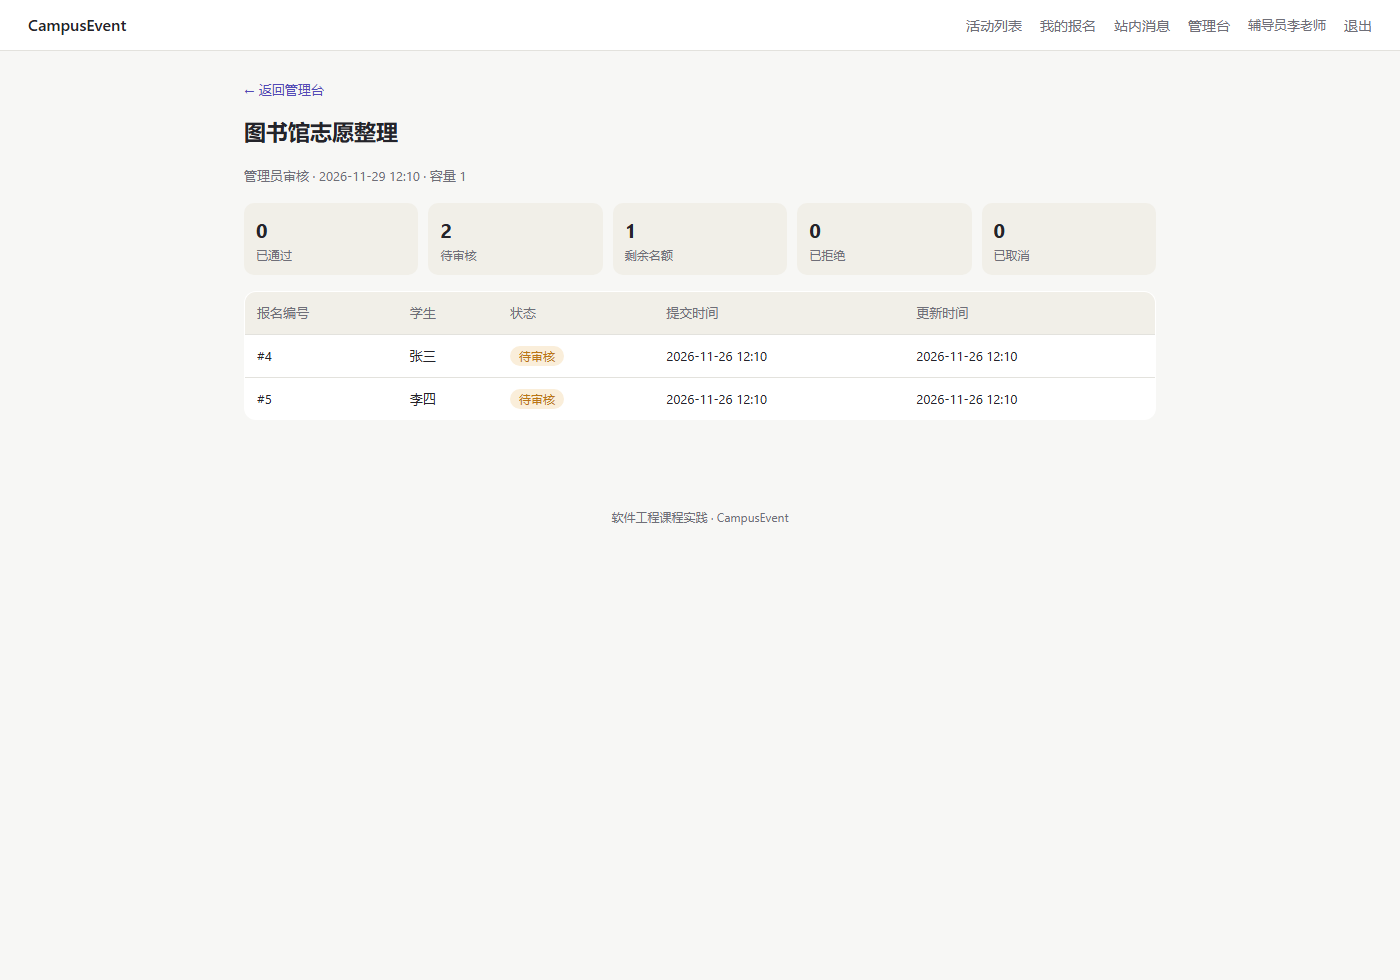 CampusEvent 活动列表 我的报名 站内消息 管理台 辅导员李老师 退出
← 返回管理台
图书馆志愿整理
管理员审核 · 2026-11-29 12:10 · 容量 1
0 2 1 0 0
已通过 待审核 剩余名额 已拒绝 已取消
报名编号 学生 状态 提交时间 更新时间
#4 张三 待审核 2026-11-26 12:10 2026-11-26 12:10
#5 李四 待审核 2026-11-26 12:10 2026-11-26 12:10
软件工程课程实践 · CampusEvent